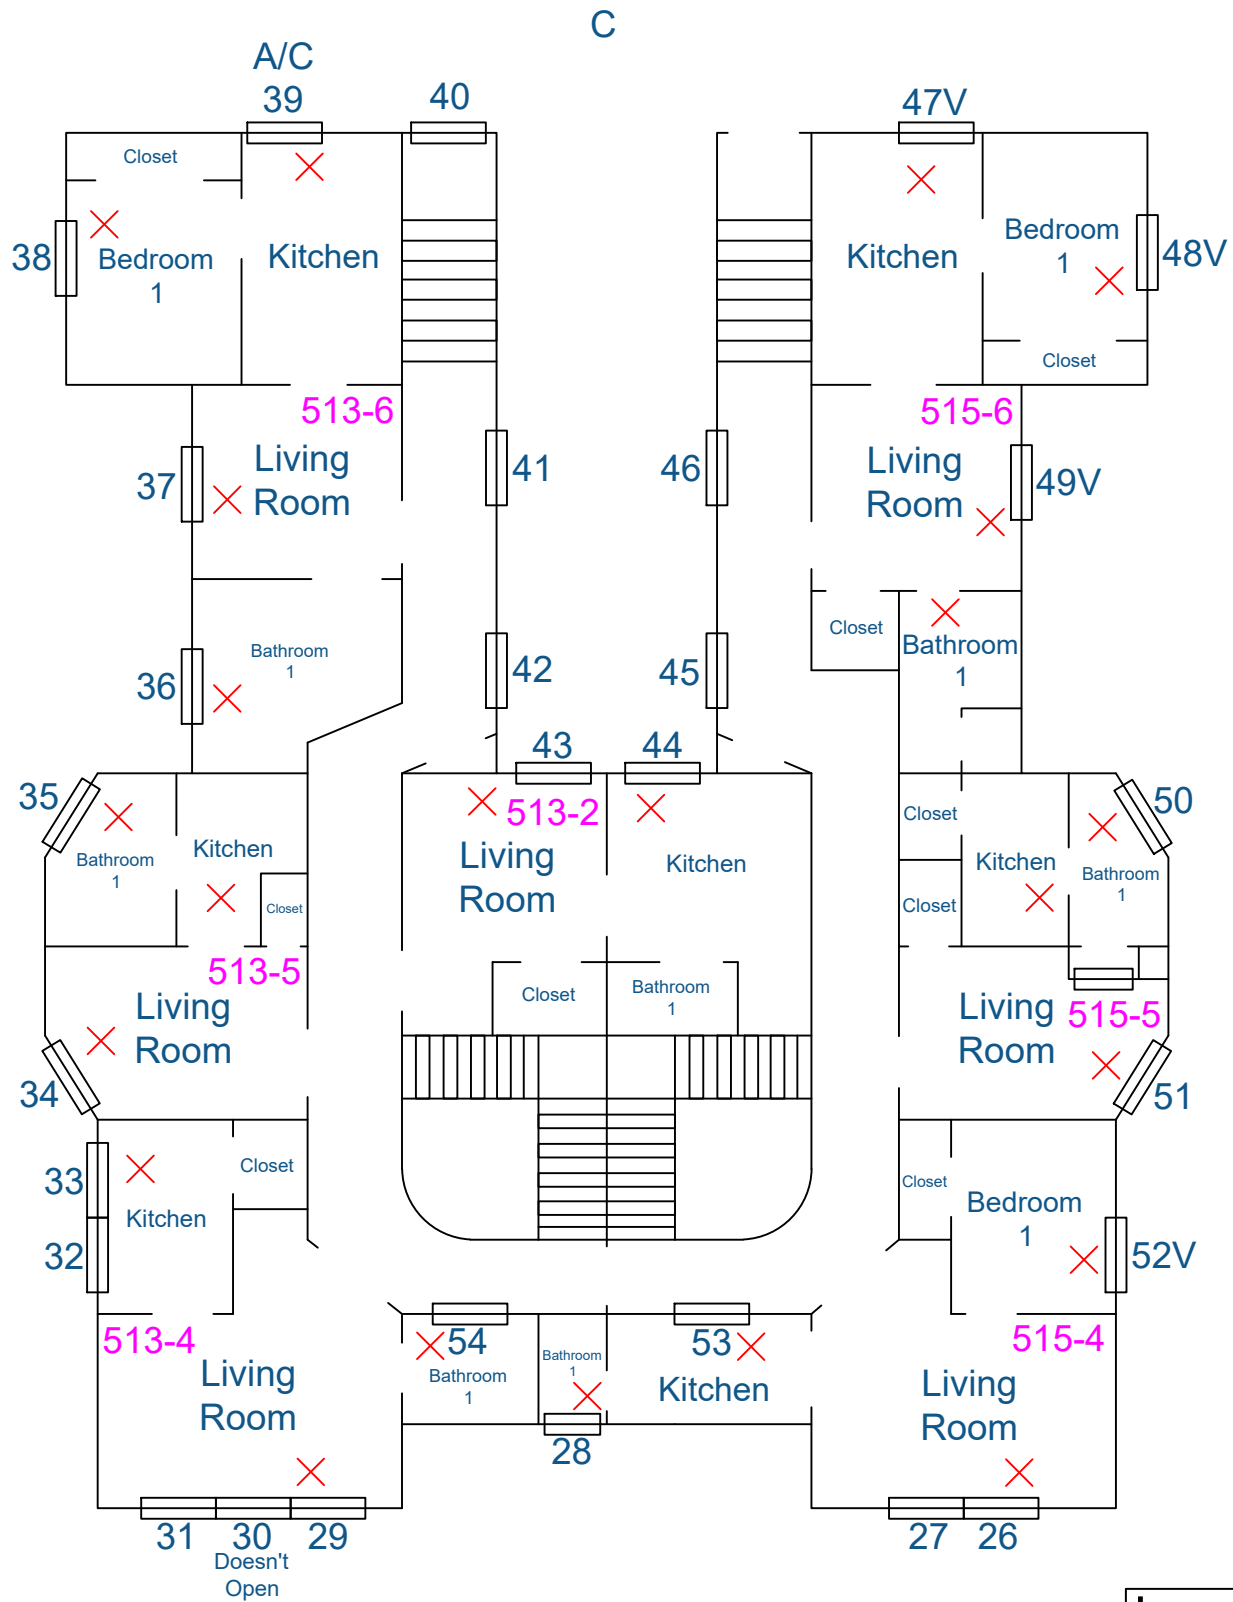 C
A/C
39
40
47V
Closet
38
Bedroom
1
Kitchen
Kitchen
Bedroom
1
48V
Closet
513-6
515-6
37
Living
Room
41
46
Living
Room
49V
36
Bathroom
1
42
45
Closet
Bathroom
1
35
43
44
50
513-2
Bathroom
1
Kitchen
Living
Room
Kitchen
Closet
Kitchen
Bathroom
1
Closet
Closet
513-5
Living
Room
Closet
Bathroom
1
Living
Room
515-5
34
51
33
Closet
Kitchen
32
Closet
Bedroom
1
52V
513-4
54
53
515-4
Living
Room
Bathroom
1
Bathroom
1
Kitchen
Living
Room
28
31
30
29
Doesn't
Open
27
26